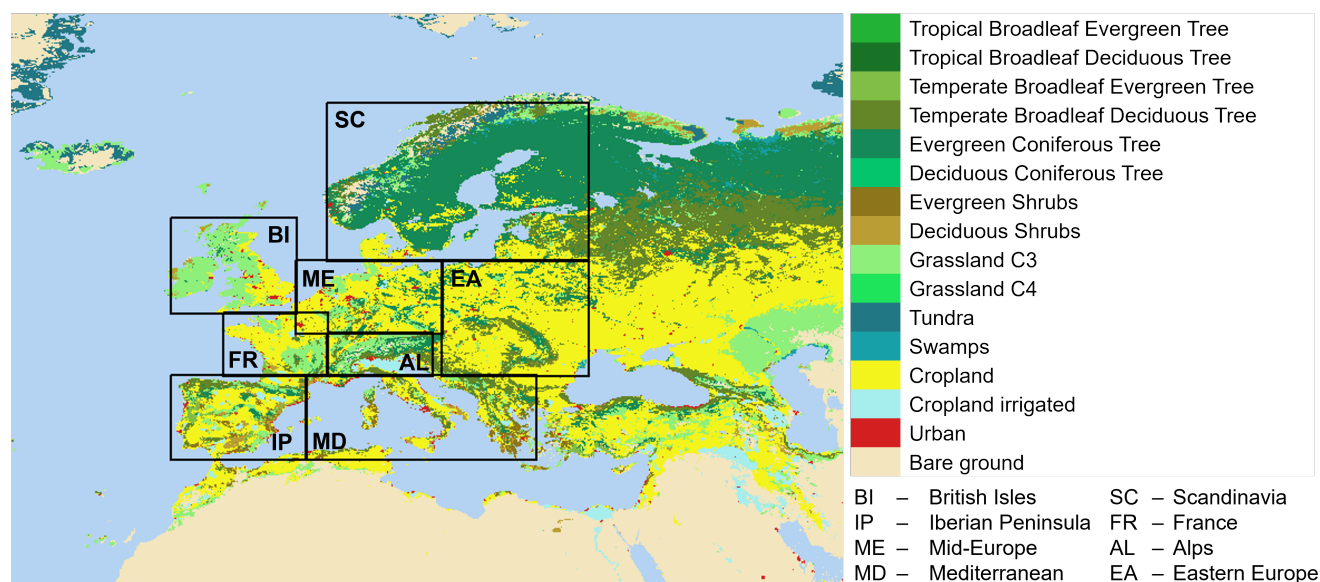 SC
BI
ME
EA
FR
AL
IP
MD
Tropical Broadleaf Evergreen Tree
Tropical Broadleaf Deciduous Tree
Temperate Broadleaf Evergreen Tree
Temperate Broadleaf Deciduous Tree
Evergreen Coniferous Tree
Deciduous Coniferous Tree
Evergreen Shrubs
Deciduous Shrubs
Grassland C3
Grassland C4
Tundra
Swamps
Cropland
Cropland irrigated
Urban
Bare ground
BI – British Isles SC – Scandinavia
IP – Iberian Peninsula FR – France
ME – Mid-Europe AL – Alps
MD – Mediterranean EA – Eastern Europe